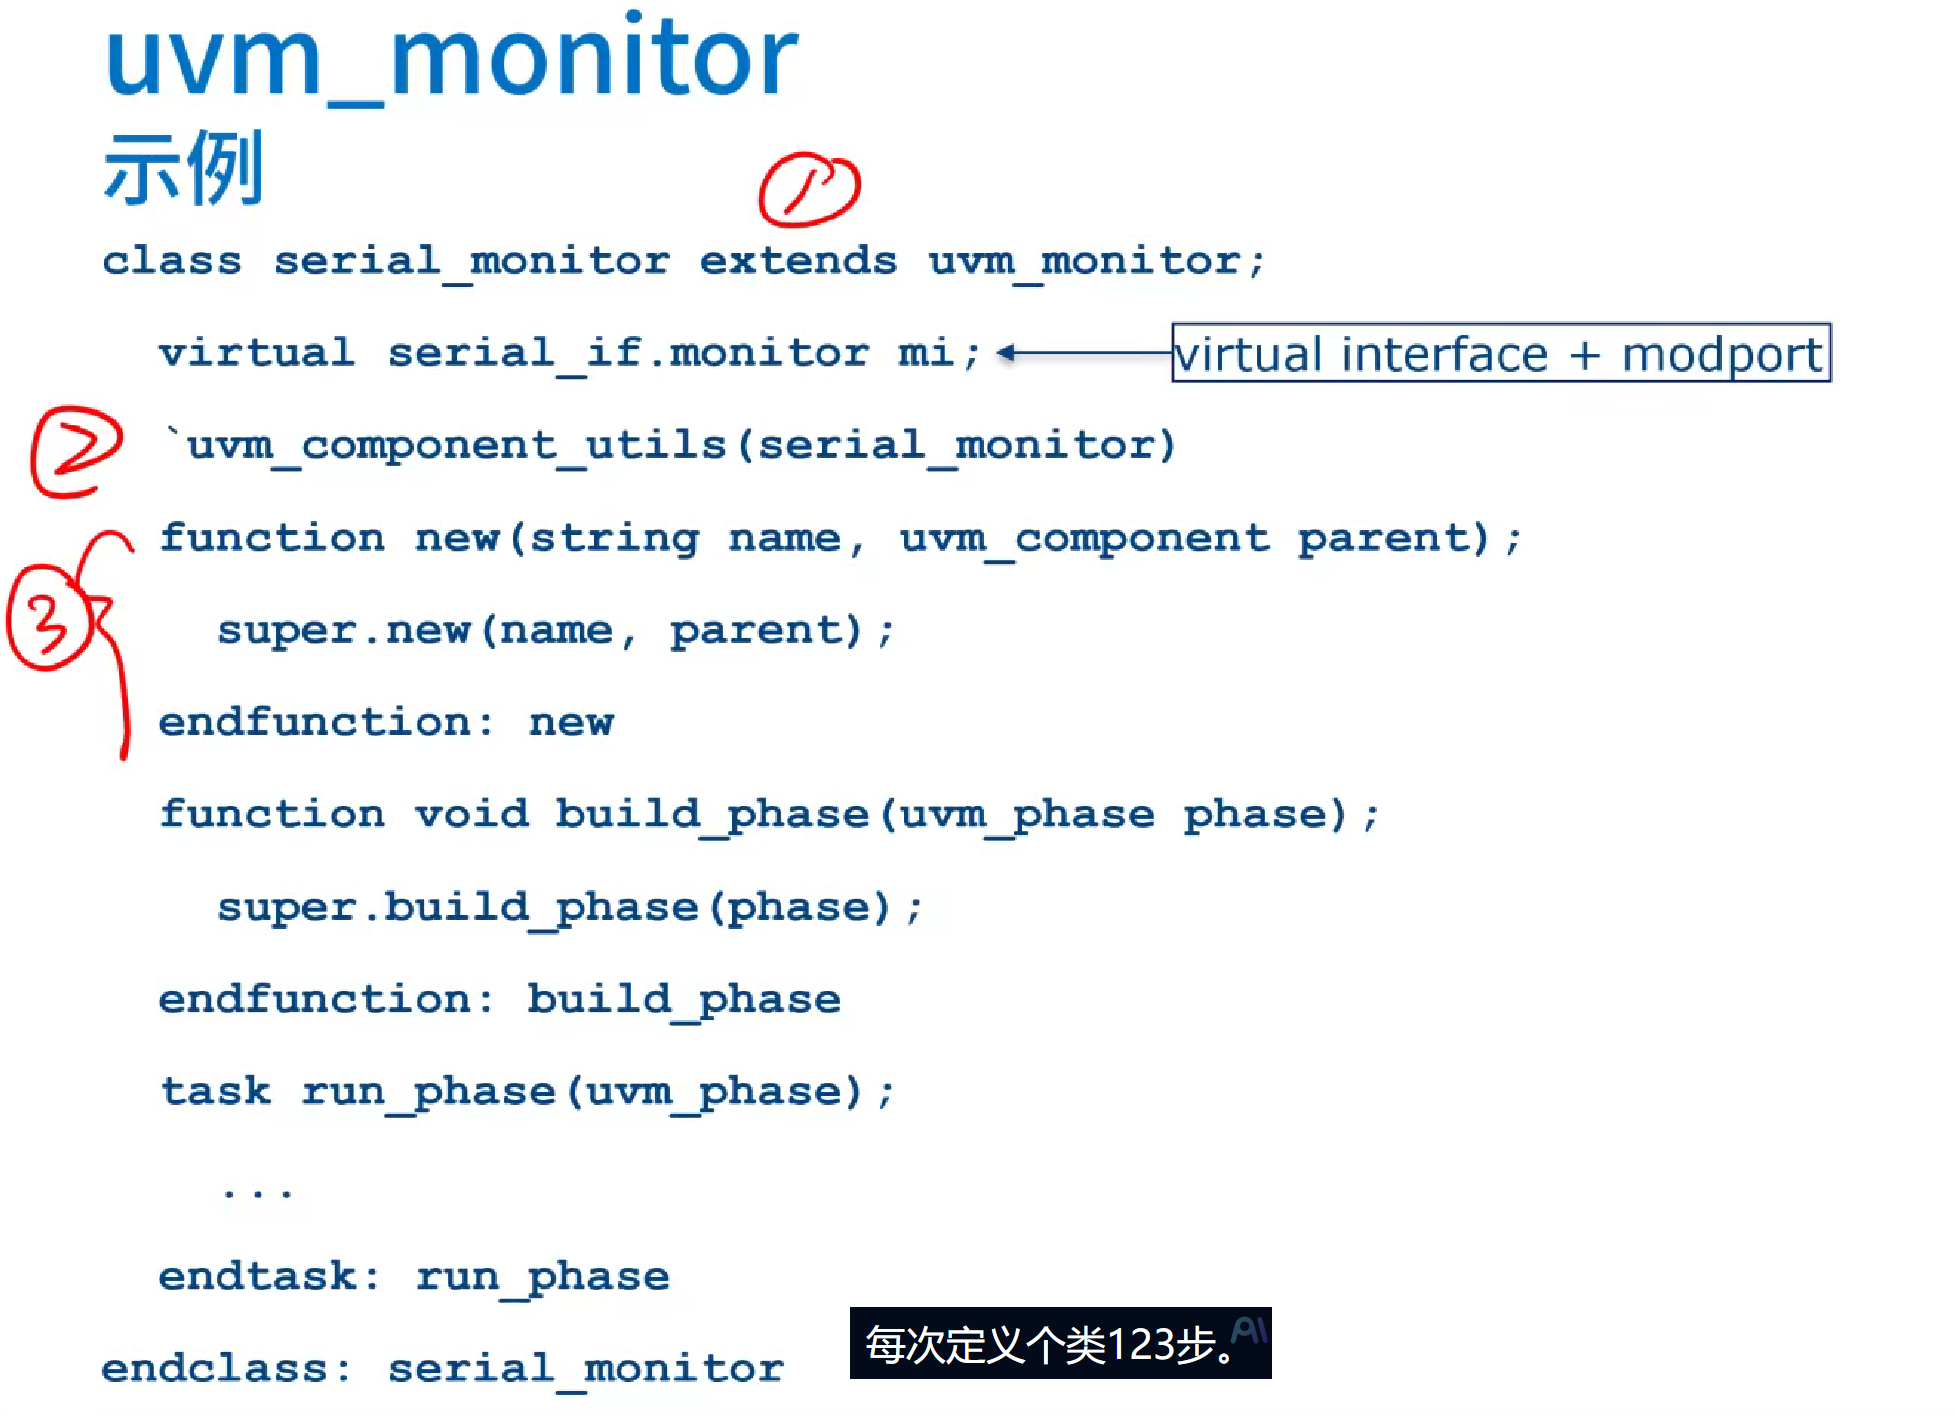 uvm_monitor
示例
1
class serial_monitor extends uvm_monitor;
virtual serial_if.monitor mi;
virtual interface + modport
2
`uvm_component_utils(serial_monitor)
function new(string name, uvm_component parent);
3
super.new(name, parent);
endfunction: new
function void build_phase(uvm_phase phase);
super.build_phase(phase);
endfunction: build_phase
task run_phase(uvm_phase);
...
endtask: run_phase
endclass: serial_monitor
每次定义个类123步。
AI